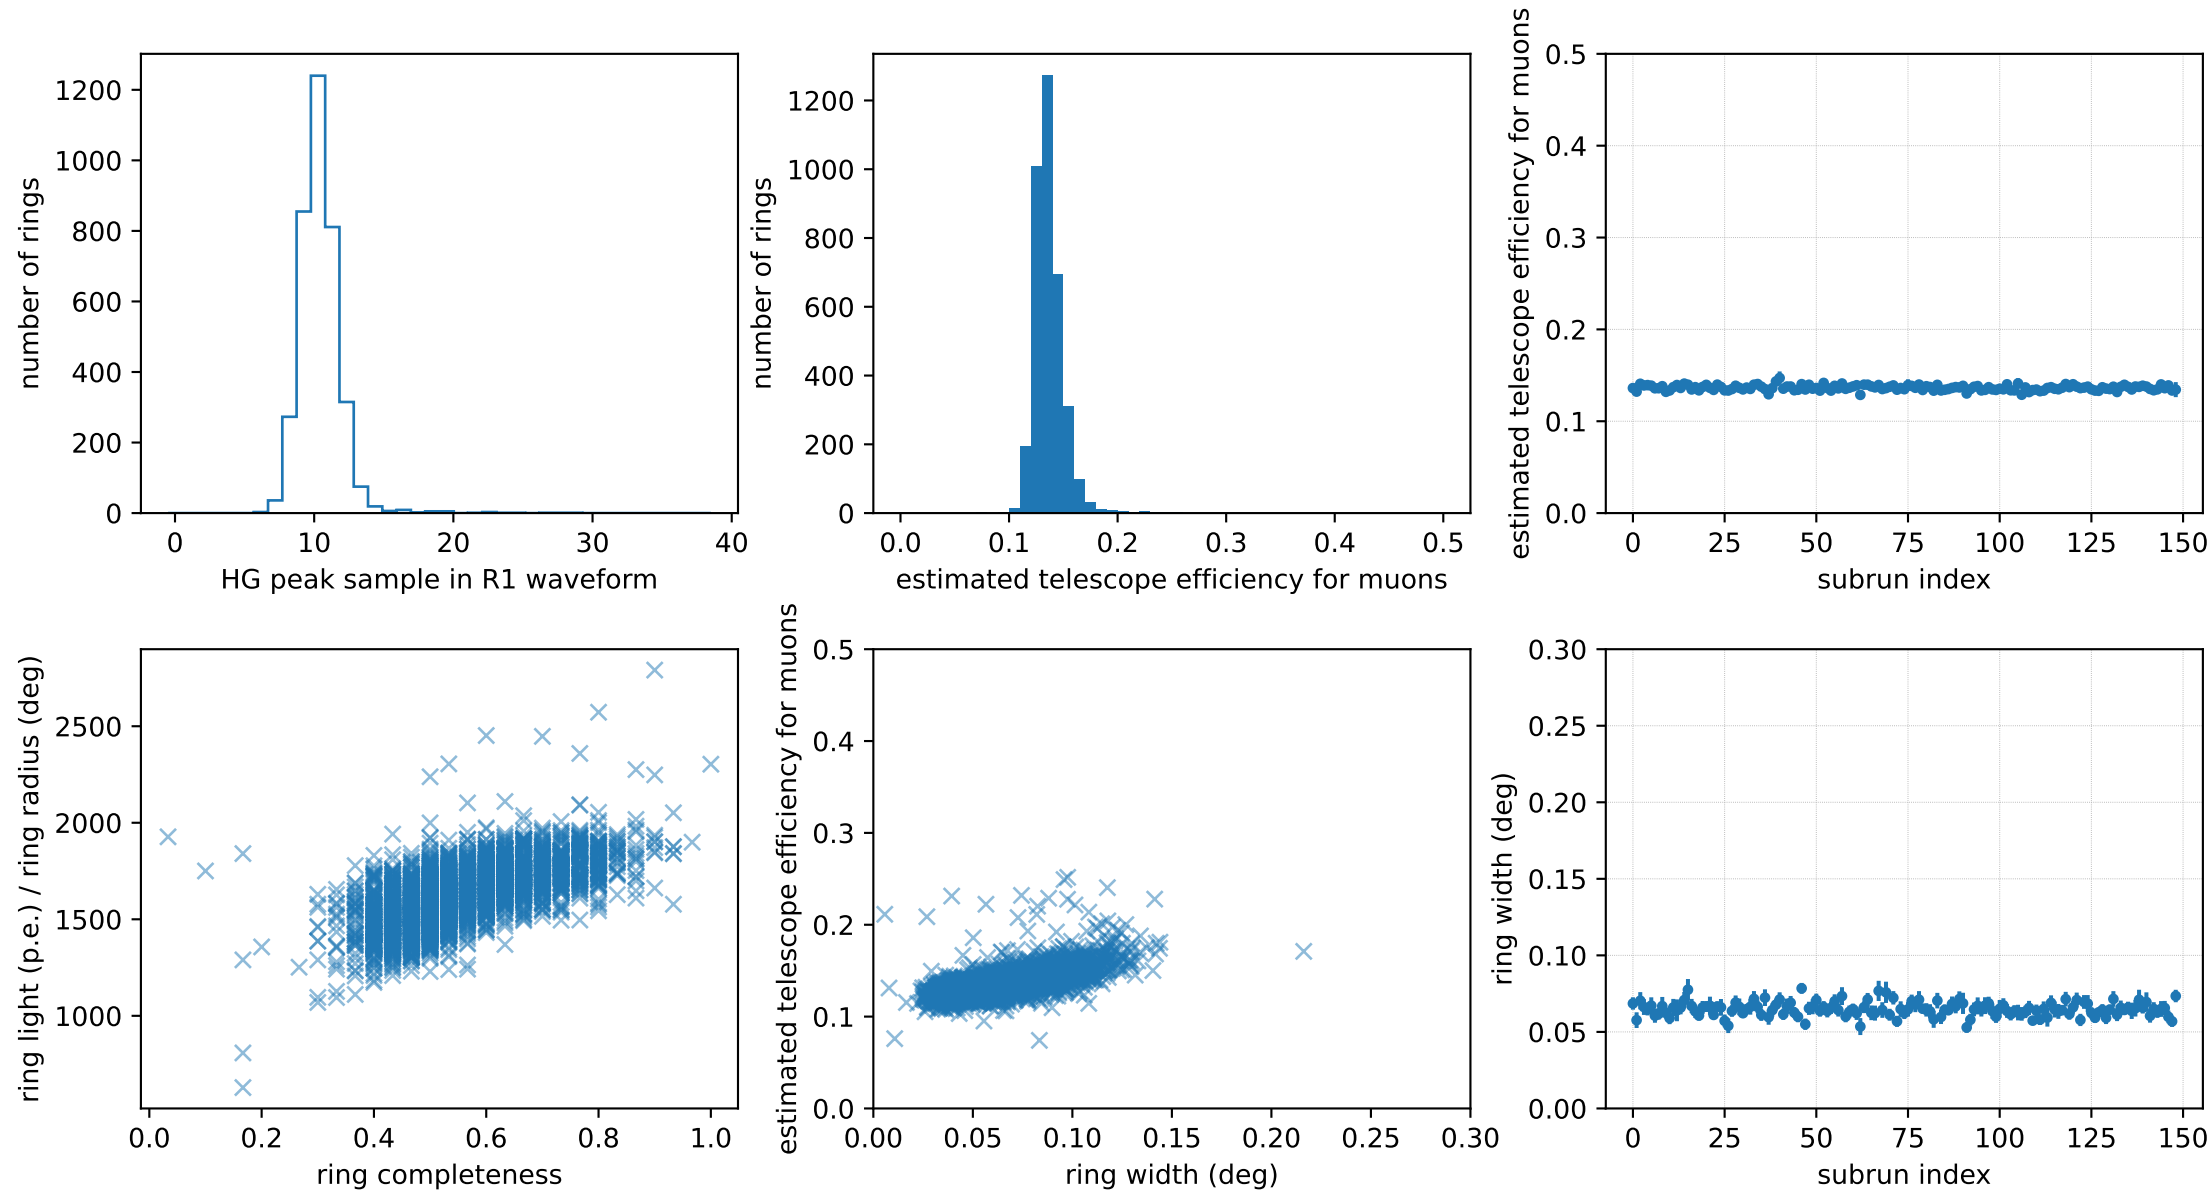 number of rings
1200
1000
800
600
400
200
0
0 10 20 30 40
HG peak sample in R1 waveform
number of rings
1200
1000
800
600
400
200
0
0.0 0.1 0.2 0.3 0.4 0.5
estimated telescope efficiency for muons
estimated telescope efficiency for muons
0.5
0.4
0.3
0.2
0.1
0.0
0 25 50 75 100 125 150
subrun index
ring light (p.e.) / ring radius (deg)
2500
2000
1500
1000
0.0 0.2 0.4 0.6 0.8 1.0
ring completeness
estimated telescope efficiency for muons
0.5
0.4
0.3
0.2
0.1
0.0
0.00 0.05 0.10 0.15 0.20 0.25 0.30
ring width (deg)
ring width (deg)
0.30
0.25
0.20
0.15
0.10
0.05
0.00
0 25 50 75 100 125 150
subrun index